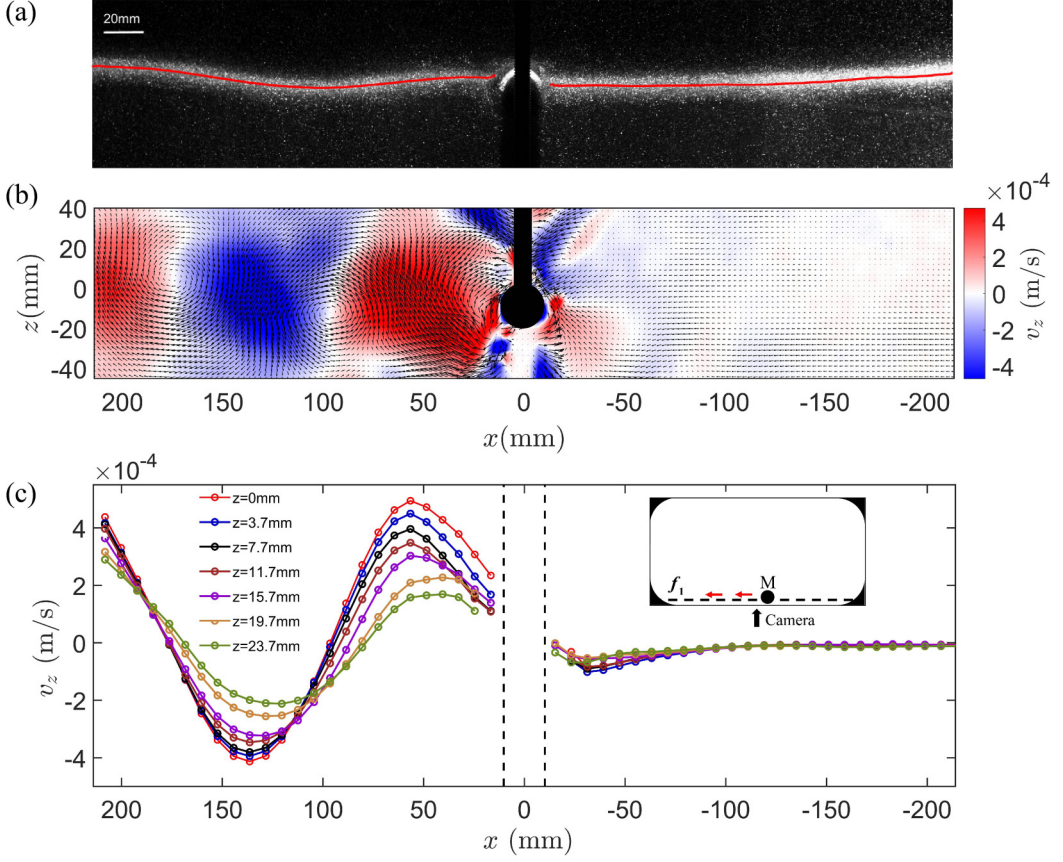 (a)
20mm
(b)
×10⁻⁴
40
20
0
-20
-40
z(mm)
4
2
0
-2
-4
v_z (m/s)
200 150 100 50 0 -50 -100 -150 -200
x(mm)
(c)
×10⁻⁴
4
2
0
-2
-4
v_z (m/s)
z=0mm
z=3.7mm
z=7.7mm
z=11.7mm
z=15.7mm
z=19.7mm
z=23.7mm
M
f₁
Camera
200 150 100 50 0 -50 -100 -150 -200
x (mm)